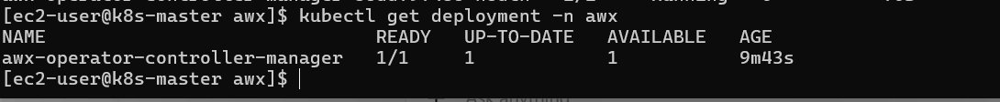 [ec2-user@k8s-master awx]$ kubectl get deployment -n awx
NAME READY UP-TO-DATE AVAILABLE AGE
awx-operator-controller-manager 1/1 1 1 9m43s
[ec2-user@k8s-master awx]$